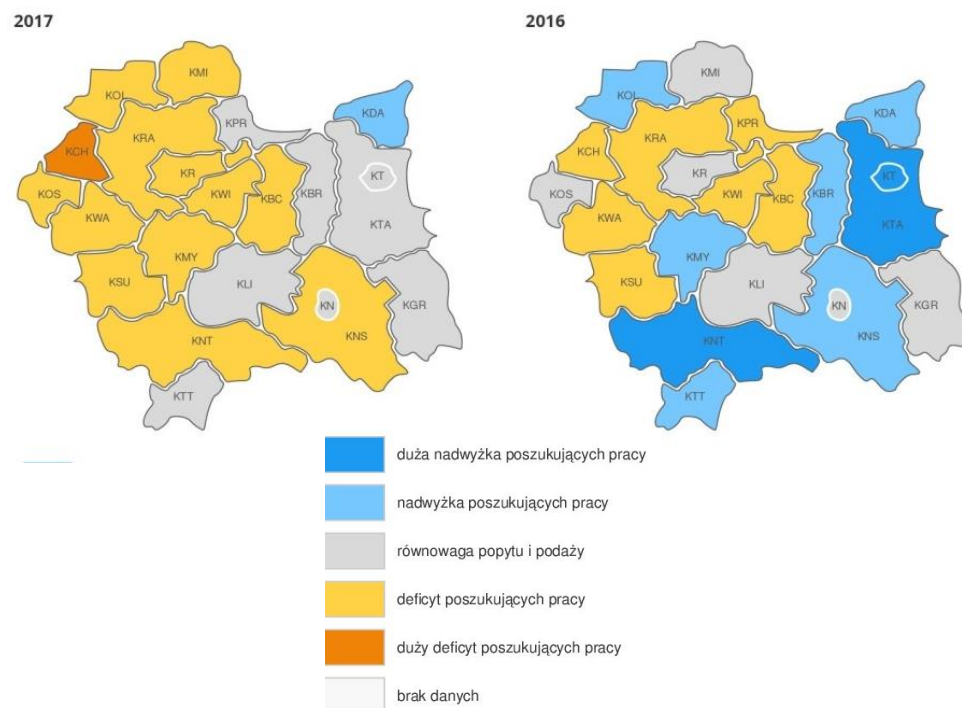 2017
2016
KMI
KOL
KRA
KPR
KDA
KCH
KR
KT
KOS
KWI
KBC
KBR
KWA
KTA
KMY
KSU
KLI
KN
KGR
KNT
KNS
KTT
KMI
KOL
KRA
KPR
KDA
KCH
KR
KT
KOS
KWI
KBC
KBR
KWA
KTA
KMY
KSU
KLI
KN
KGR
KNT
KNS
KTT
duża nadwyżka poszukujących pracy
nadwyżka poszukujących pracy
równowaga popytu i podaży
deficyt poszukujących pracy
duży deficyt poszukujących pracy
brak danych